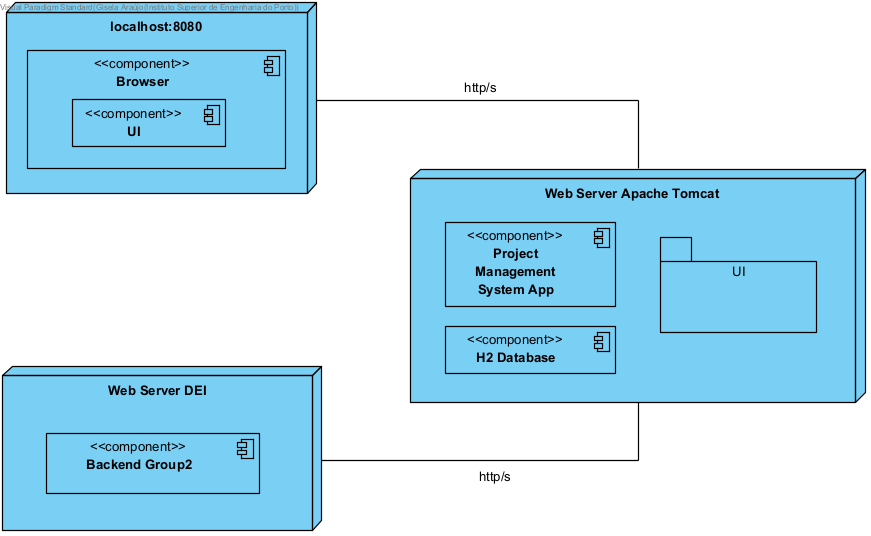 Visual Paradigm Standard(Gisela Araújo(Instituto Superior de Engenharia do Porto))
localhost:8080
<<component>>
Browser
<<component>>
UI
http/s
Web Server Apache Tomcat
<<component>>
Project
Management
System App
UI
<<component>>
H2 Database
Web Server DEI
<<component>>
Backend Group2
http/s